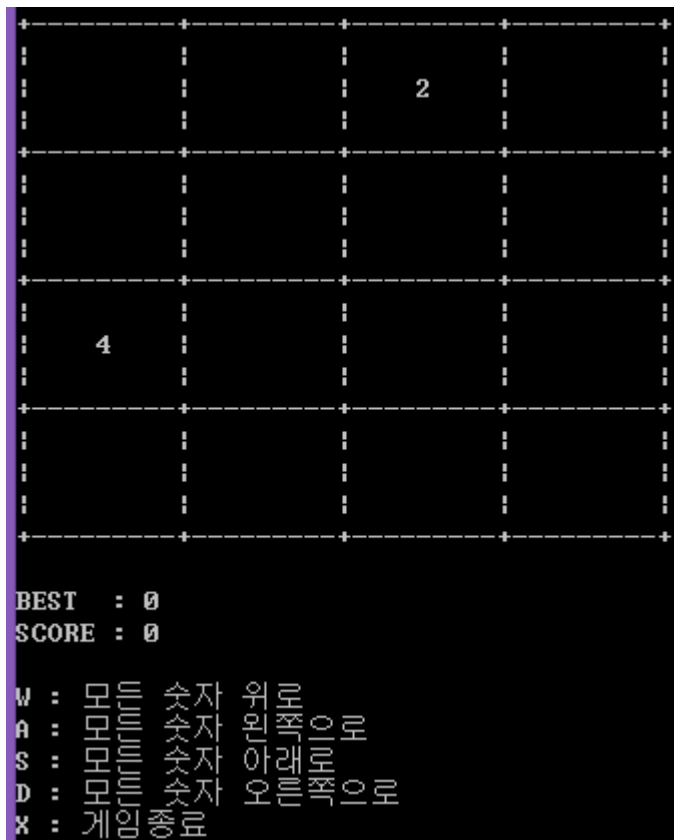 2
4
BEST : 0
SCORE : 0
W : 모든 숫자 위로
A : 모든 숫자 왼쪽으로
S : 모든 숫자 아래로
D : 모든 숫자 오른쪽으로
X : 게임종료